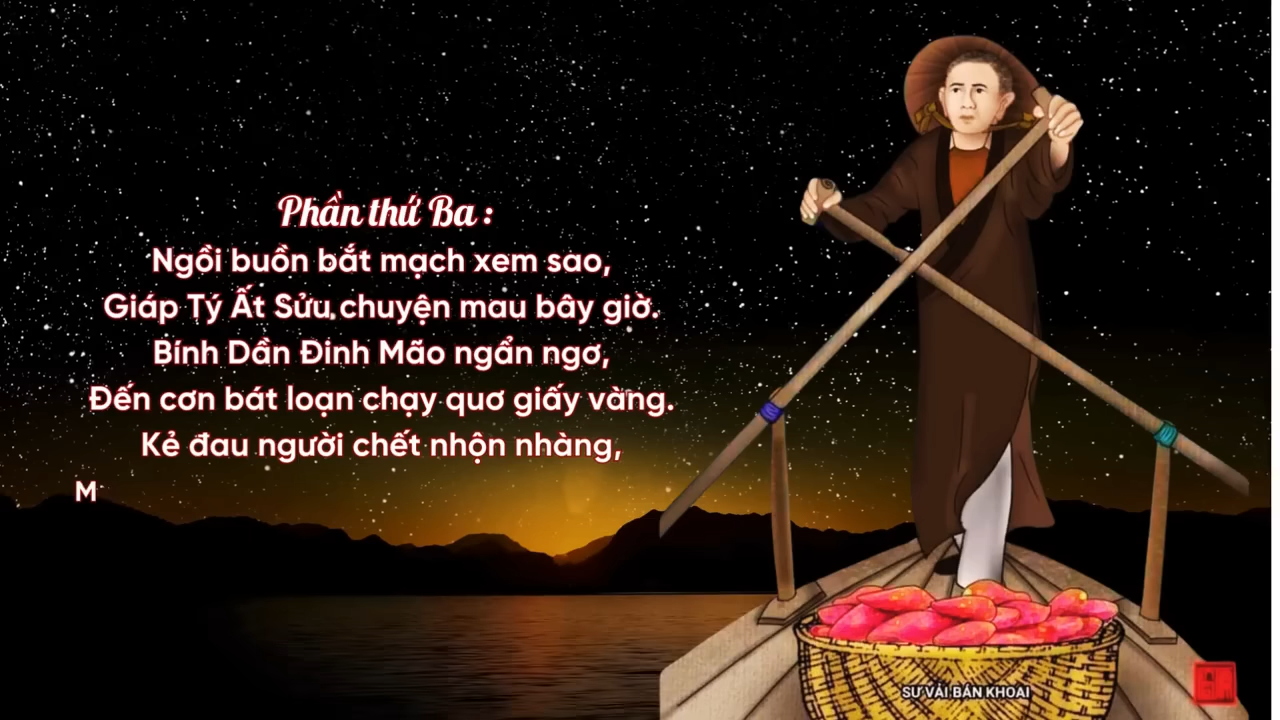 Phần thứ Ba :
Ngồi buồn bắt mạch xem sao,
Giáp Tý Ất Sửu chuyện mau bây giờ.
Bính Dần Đinh Mão ngẩn ngơ,
Đến cơn bát loạn chạy quơ giấy vàng.
Kẻ đau người chết nhộn nhàng,
M
SƯ VÃI BÁN KHOAI